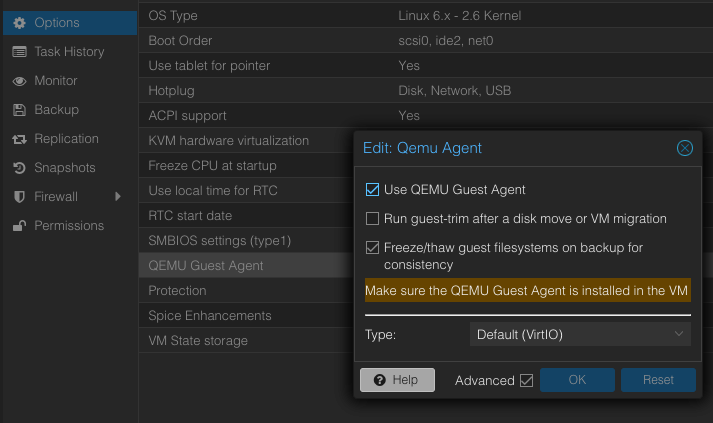 Options
Task History
Monitor
Backup
Replication
Snapshots
Firewall
Permissions
OS Type Linux 6.x - 2.6 Kernel
Boot Order scsi0, ide2, net0
Use tablet for pointer Yes
Hotplug Disk, Network, USB
ACPI support Yes
KVM hardware virtualization
Freeze CPU at startup
Use local time for RTC
RTC start date
SMBIOS settings (type1)
QEMU Guest Agent
Protection
Spice Enhancements
VM State storage
Edit: Qemu Agent
Use QEMU Guest Agent
Run guest-trim after a disk move or VM migration
Freeze/thaw guest filesystems on backup for
consistency
Make sure the QEMU Guest Agent is installed in the VM
Type: Default (VirtIO)
Help Advanced OK Reset